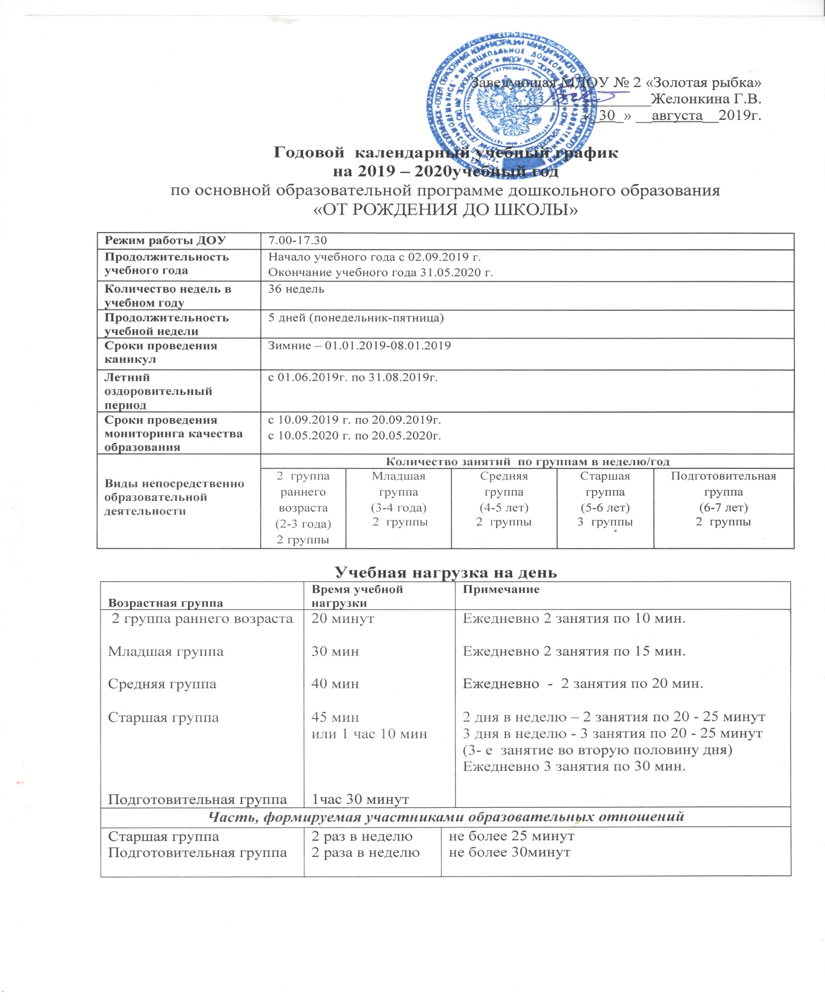 Заведующая МДОУ № 2 «Золотая рыбка»
Желонкина Г.В.
«_30_» __августа__2019г.
Годовой календарный учебный график
на 2019 – 2020учебный год
по основной образовательной программе дошкольного образования
«ОТ РОЖДЕНИЯ ДО ШКОЛЫ»
Режим работы ДОУ
7.00-17.30
Продолжительность
учебного года
Начало учебного года с 02.09.2019 г.
Окончание учебного года 31.05.2020 г.
Количество недель в
учебном году
36 недель
Продолжительность
учебной недели
5 дней (понедельник-пятница)
Сроки проведения
каникул
Зимние – 01.01.2019-08.01.2019
Летний
оздоровительный
период
с 01.06.2019г. по 31.08.2019г.
Сроки проведения
мониторинга качества
образования
с 10.09.2019 г. по 20.09.2019г.
с 10.05.2020 г. по 20.05.2020г.
Виды непосредственно
образовательной
деятельности
Количество занятий по группам в неделю/год
2 группа
раннего
возраста
(2-3 года)
2 группы
Младшая
группа
(3-4 года)
2 группы
Средняя
группа
(4-5 лет)
2 группы
Старшая
группа
(5-6 лет)
3 группы
Подготовительная
группа
(6-7 лет)
2 группы
Учебная нагрузка на день
Возрастная группа
Время учебной
нагрузки
Примечание
2 группа раннего возраста
20 минут
Ежедневно 2 занятия по 10 мин.
Младшая группа
30 мин
Ежедневно 2 занятия по 15 мин.
Средняя группа
40 мин
Ежедневно - 2 занятия по 20 мин.
Старшая группа
45 мин
или 1 час 10 мин
2 дня в неделю – 2 занятия по 20 - 25 минут
3 дня в неделю - 3 занятия по 20 - 25 минут
(3- е занятие во вторую половину дня)
Ежедневно 3 занятия по 30 мин.
Подготовительная группа
1час 30 минут
Часть, формируемая участниками образовательных отношений
Старшая группа
2 раз в неделю
не более 25 минут
Подготовительная группа
2 раза в неделю
не более 30минут